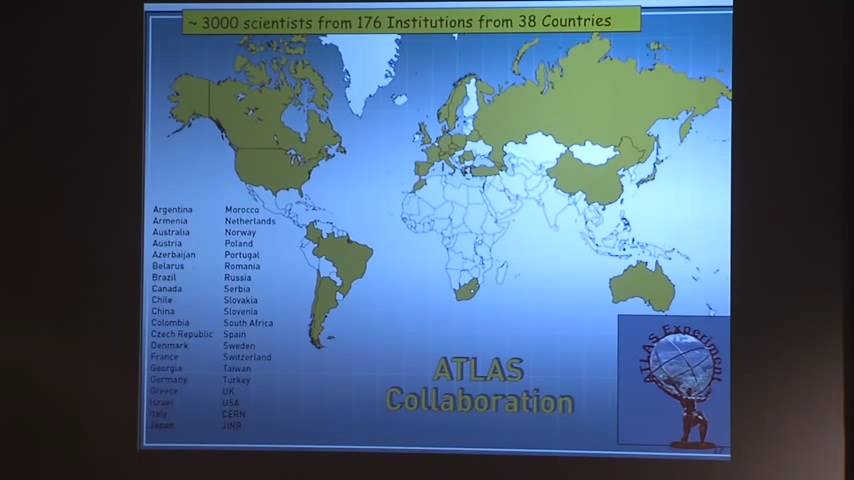 ~ 3000 scientists from 176 Institutions from 38 Countries
Argentina
Armenia
Australia
Austria
Azerbaijan
Belarus
Brazil
Canada
Chile
China
Colombia
Czech Republic
Denmark
France
Georgia
Germany
Greece
Israel
Italy
Japan
Morocco
Netherlands
Norway
Poland
Portugal
Romania
Russia
Serbia
Slovakia
Slovenia
South Africa
Spain
Sweden
Switzerland
Taiwan
Turkey
UK
USA
CERN
JINR
ATLAS
Collaboration
ATLAS Experiment
17